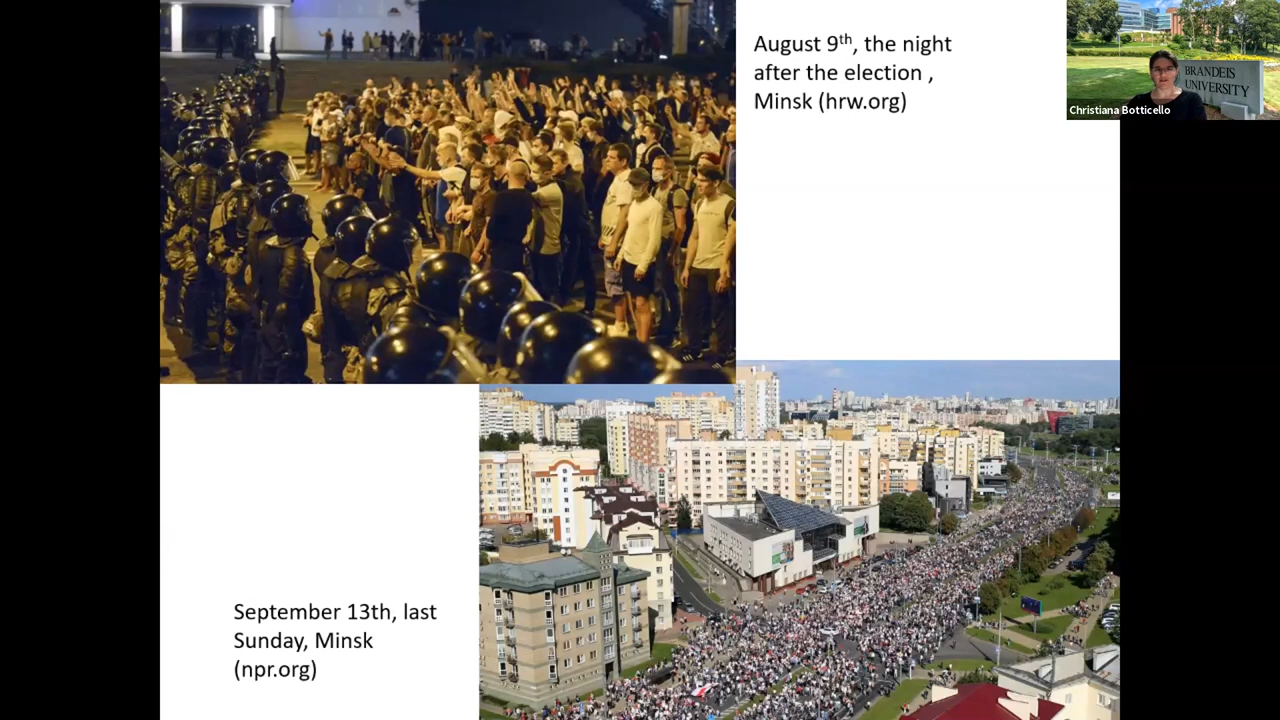 August 9th, the night
after the election ,
Minsk (hrw.org)
BRANDEIS
UNIVERSITY
Christiana Botticello
September 13th, last
Sunday, Minsk
(npr.org)